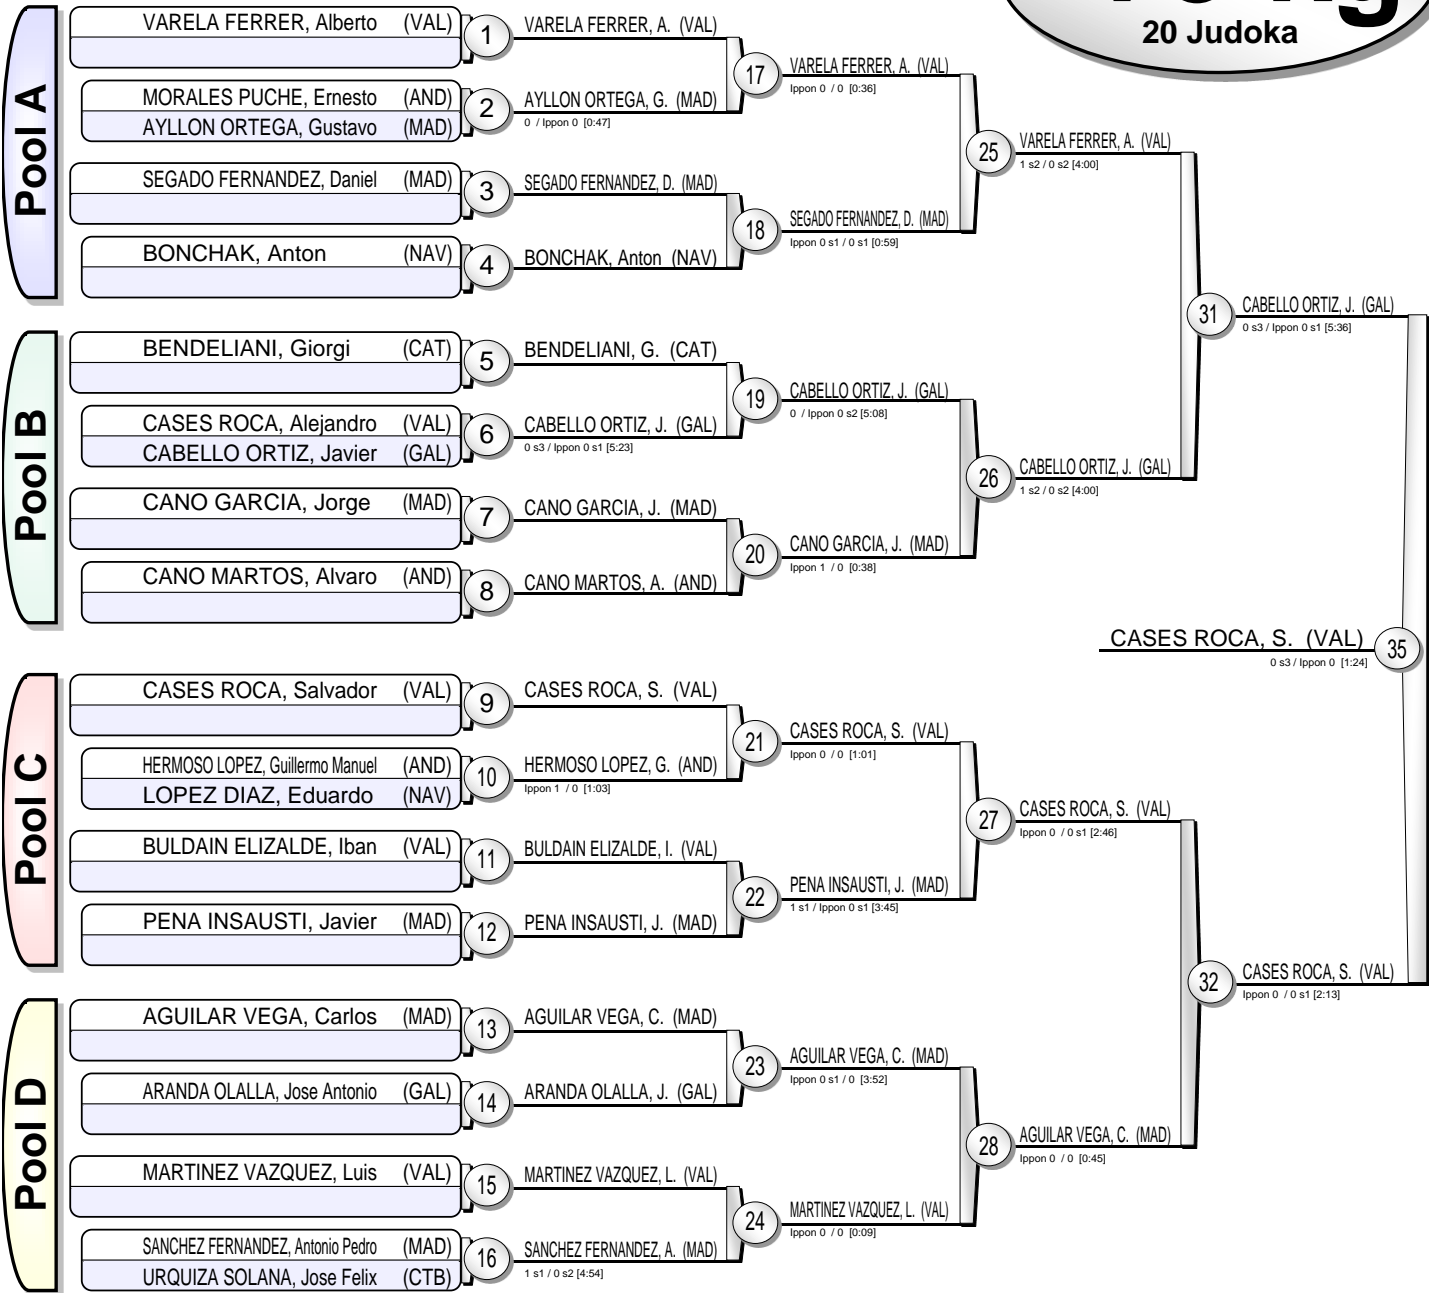 20 Judoka
Pool A
VARELA FERRER, Alberto (VAL)
1
MORALES PUCHE, Ernesto (AND)
AYLLON ORTEGA, Gustavo (MAD)
2
SEGADO FERNANDEZ, Daniel (MAD)
3
BONCHAK, Anton (NAV)
4
Pool B
BENDELIANI, Giorgi (CAT)
5
CASES ROCA, Alejandro (VAL)
CABELLO ORTIZ, Javier (GAL)
6
CANO GARCIA, Jorge (MAD)
7
CANO MARTOS, Alvaro (AND)
8
Pool C
CASES ROCA, Salvador (VAL)
9
HERMOSO LOPEZ, Guillermo Manuel (AND)
LOPEZ DIAZ, Eduardo (NAV)
10
BULDAIN ELIZALDE, Iban (VAL)
11
PENA INSAUSTI, Javier (MAD)
12
Pool D
AGUILAR VEGA, Carlos (MAD)
13
ARANDA OLALLA, Jose Antonio (GAL)
14
MARTINEZ VAZQUEZ, Luis (VAL)
15
SANCHEZ FERNANDEZ, Antonio Pedro (MAD)
URQUIZA SOLANA, Jose Felix (CTB)
16
VARELA FERRER, A. (VAL)
17
AYLLON ORTEGA, G. (MAD)
0 / Ippon 0 [0:47]
SEGADO FERNANDEZ, D. (MAD)
18
BONCHAK, Anton (NAV)
BENDELIANI, G. (CAT)
19
CABELLO ORTIZ, J. (GAL)
0 s3 / Ippon 0 s1 [5:23]
CANO GARCIA, J. (MAD)
20
CANO MARTOS, A. (AND)
CASES ROCA, S. (VAL)
21
HERMOSO LOPEZ, G. (AND)
Ippon 1 / 0 [1:03]
BULDAIN ELIZALDE, I. (VAL)
22
PENA INSAUSTI, J. (MAD)
AGUILAR VEGA, C. (MAD)
23
ARANDA OLALLA, J. (GAL)
MARTINEZ VAZQUEZ, L. (VAL)
24
SANCHEZ FERNANDEZ, A. (MAD)
1 s1 / 0 s2 [4:54]
VARELA FERRER, A. (VAL)
Ippon 0 / 0 [0:36]
25
SEGADO FERNANDEZ, D. (MAD)
Ippon 0 s1 / 0 s1 [0:59]
CABELLO ORTIZ, J. (GAL)
0 / Ippon 0 s2 [5:08]
26
CANO GARCIA, J. (MAD)
Ippon 1 / 0 [0:38]
CASES ROCA, S. (VAL)
Ippon 0 / 0 [1:01]
27
PENA INSAUSTI, J. (MAD)
1 s1 / Ippon 0 s1 [3:45]
AGUILAR VEGA, C. (MAD)
Ippon 0 s1 / 0 [3:52]
28
MARTINEZ VAZQUEZ, L. (VAL)
Ippon 0 / 0 [0:09]
VARELA FERRER, A. (VAL)
1 s2 / 0 s2 [4:00]
31
CABELLO ORTIZ, J. (GAL)
1 s2 / 0 s2 [4:00]
CASES ROCA, S. (VAL)
Ippon 0 / 0 s1 [2:46]
32
AGUILAR VEGA, C. (MAD)
Ippon 0 / 0 [0:45]
CABELLO ORTIZ, J. (GAL)
0 s3 / Ippon 0 s1 [5:36]
CASES ROCA, S. (VAL)
35
0 s3 / Ippon 0 [1:24]
CASES ROCA, S. (VAL)
Ippon 0 / 0 s1 [2:13]